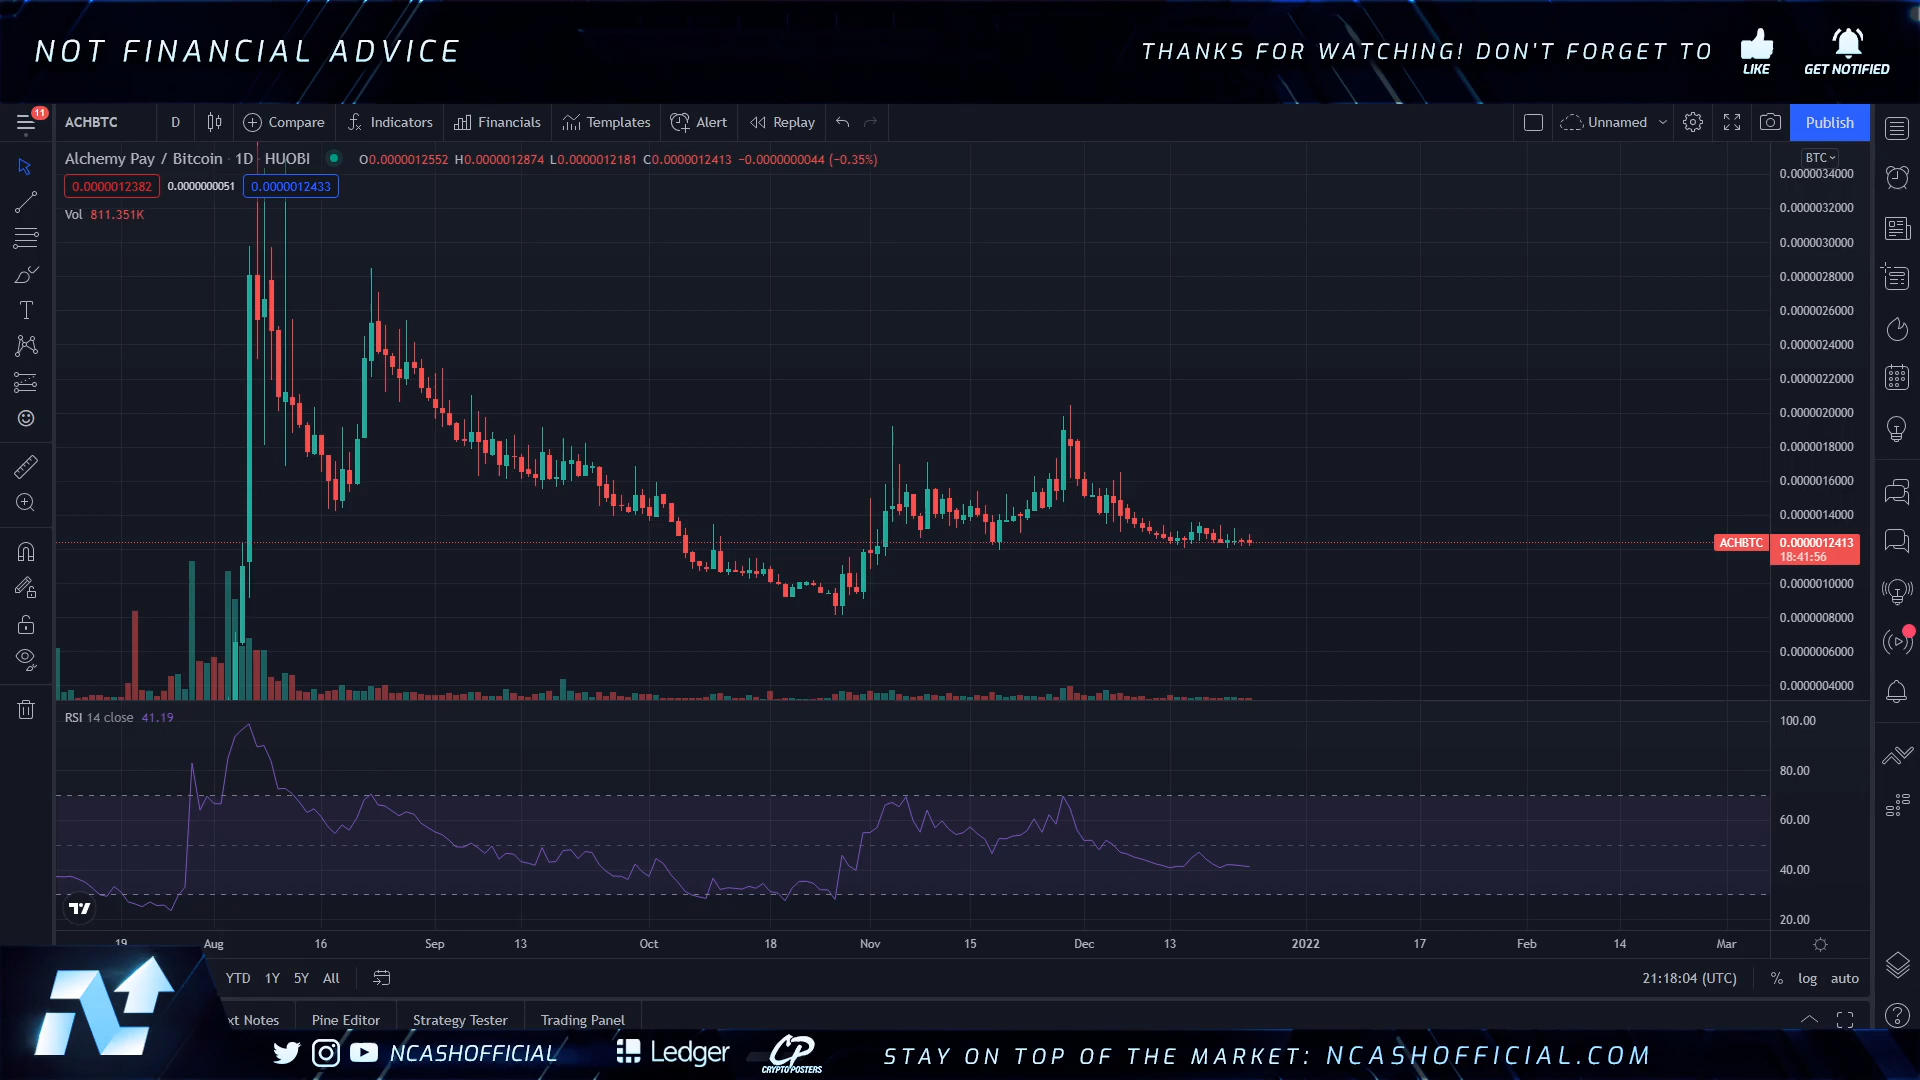 NOT FINANCIAL ADVICE
THANKS FOR WATCHING! DON'T FORGET TO
LIKE
GET NOTIFIED
11
ACHBTC D Compare Indicators Financials Templates Alert Replay Unnamed Publish
Alchemy Pay / Bitcoin · 1D · HUOBI O0.0000012552 H0.0000012874 L0.0000012181 C0.0000012413 −0.0000000044 (−0.35%)
BTC
0.0000012382 0.0000000051 0.0000012433
Vol 811.351K
0.0000034000
0.0000032000
0.0000030000
0.0000028000
0.0000026000
0.0000024000
0.0000022000
0.0000020000
0.0000018000
0.0000016000
0.0000014000
ACHBTC 0.0000012413
18:41:56
0.0000010000
0.0000008000
0.0000006000
0.0000004000
RSI 14 close 41.19
100.00
80.00
60.00
40.00
20.00
19 Aug 16 Sep 13 Oct 18 Nov 15 Dec 13 2022 17 Feb 14 Mar
YTD 1Y 5Y All
21:18:04 (UTC) % log auto
xt Notes Pine Editor Strategy Tester Trading Panel
NCASHOFFICIAL
Ledger
CP
CRYPTO POSTERS
STAY ON TOP OF THE MARKET: NCASHOFFICIAL.COM